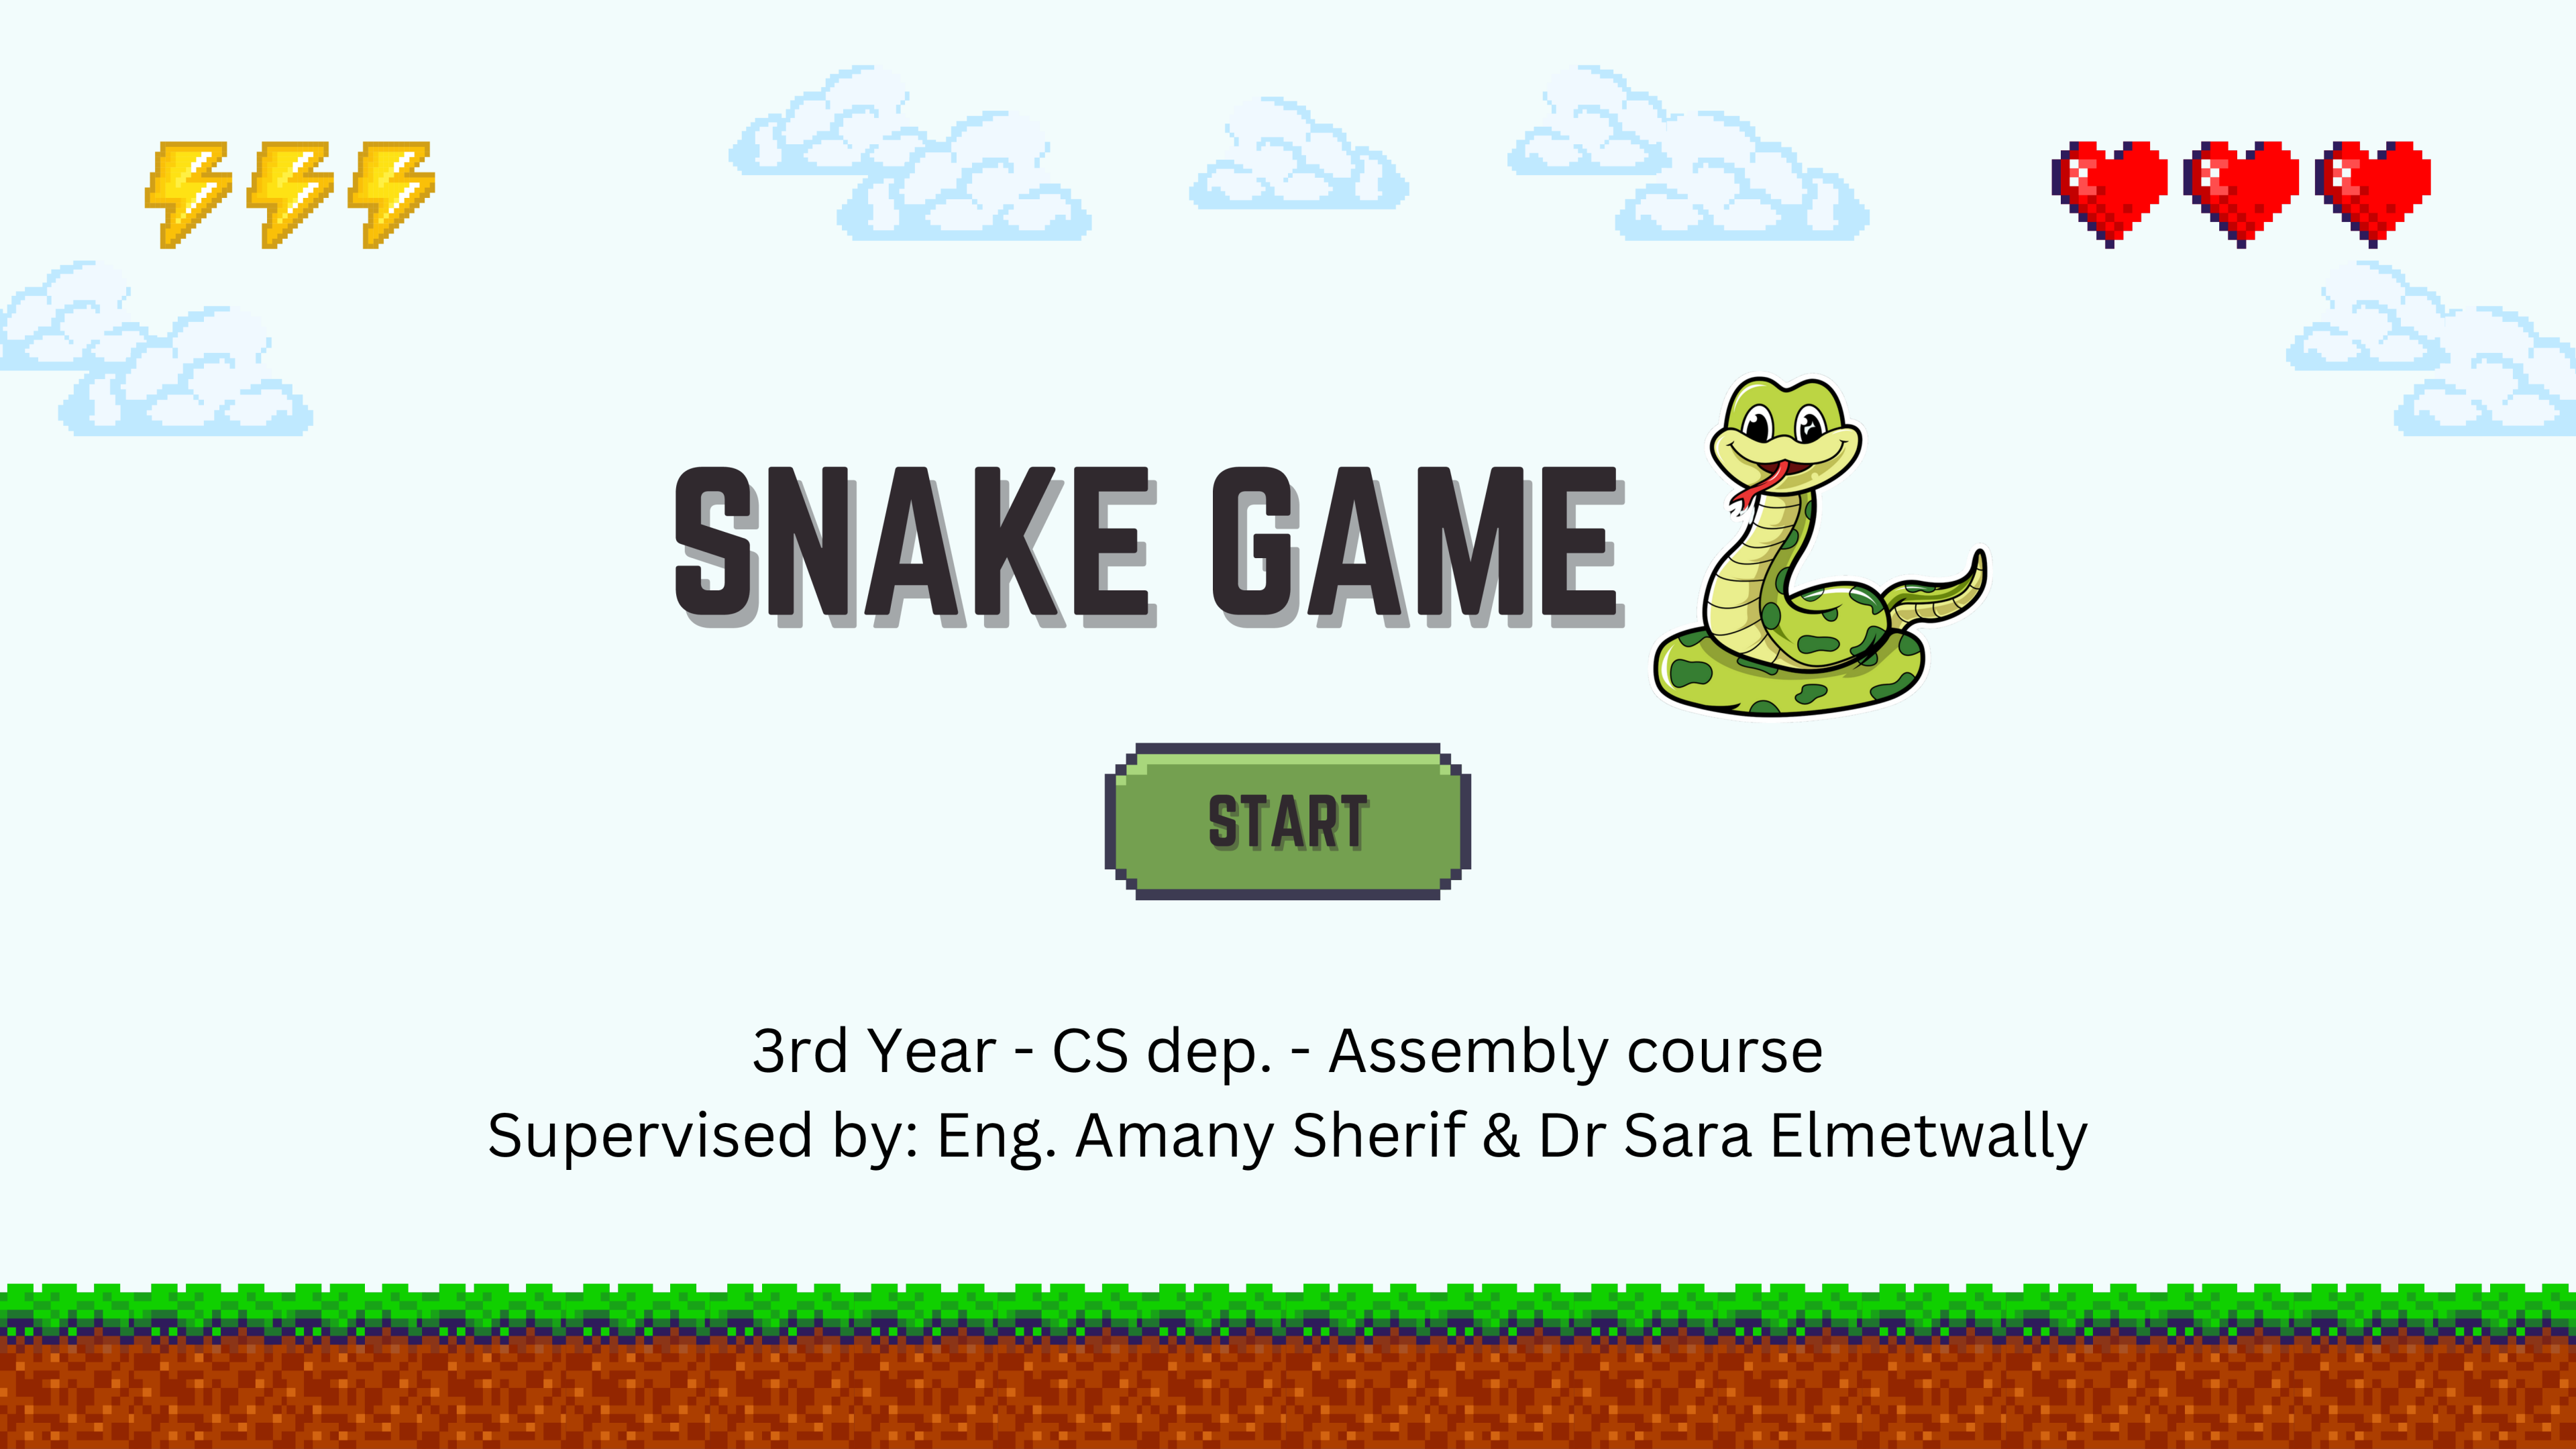 SNAKE GAME
START
3rd Year - CS dep. - Assembly course
Supervised by: Eng. Amany Sherif & Dr Sara Elmetwally